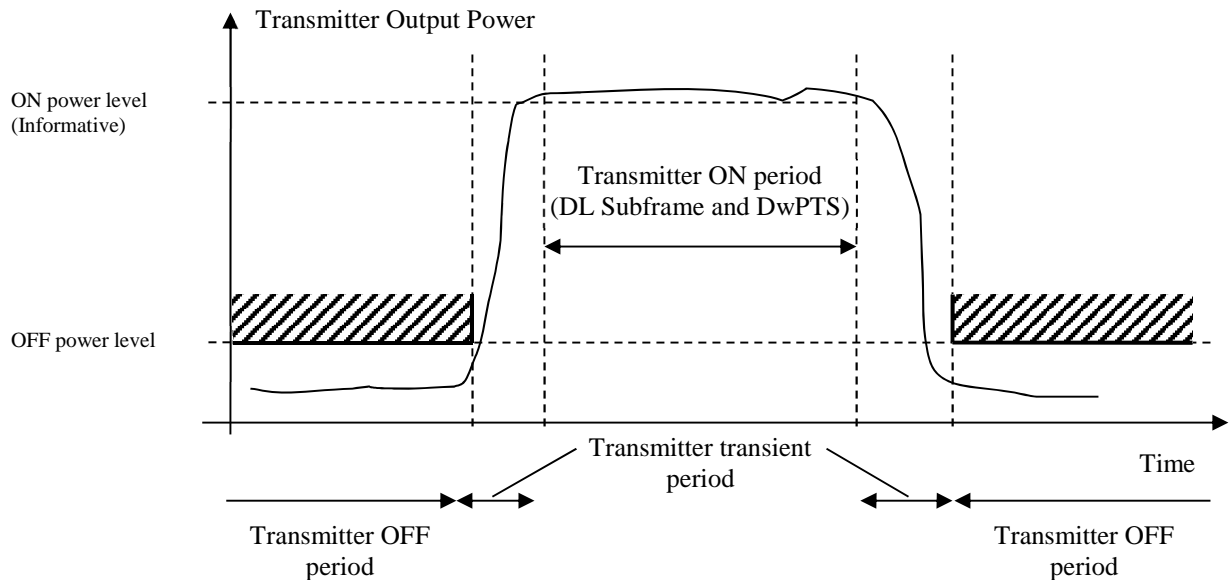 Transmitter Output Power
ON power level
(Informative)
Transmitter ON period
(DL Subframe and DwPTS)
OFF power level
Transmitter transient
period
Time
Transmitter OFF
period
Transmitter OFF
period